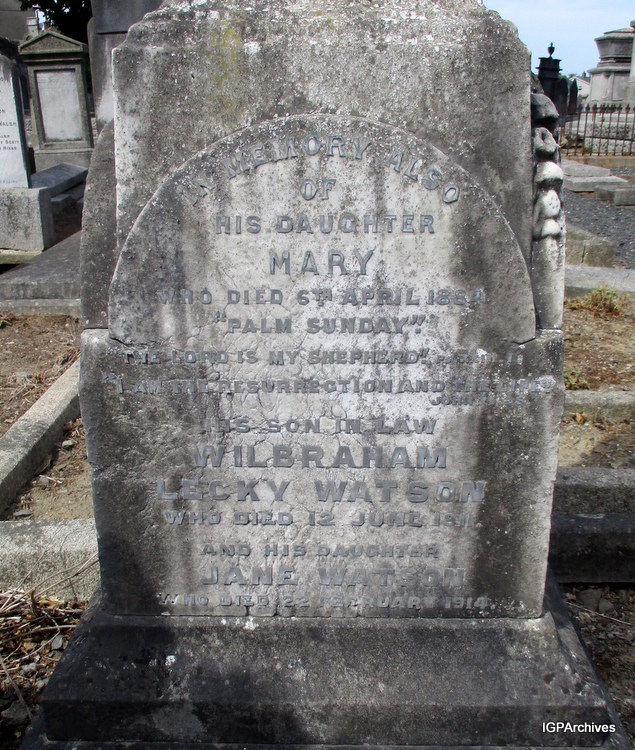 IN MEMORY ALSO
OF
HIS DAUGHTER
MARY
WHO DIED 6TH APRIL 1884
"PALM SUNDAY"
"THE LORD IS MY SHEPHERD"
"I AM THE RESURRECTION AND THE LIFE"
JOHN
HIS SON IN LAW
WILBRAHAM
LECKY WATSON
WHO DIED 12 JUNE
AND HIS DAUGHTER
JANE WATSON
WHO DIED 22 FEBRUARY 1914
IGPArchives